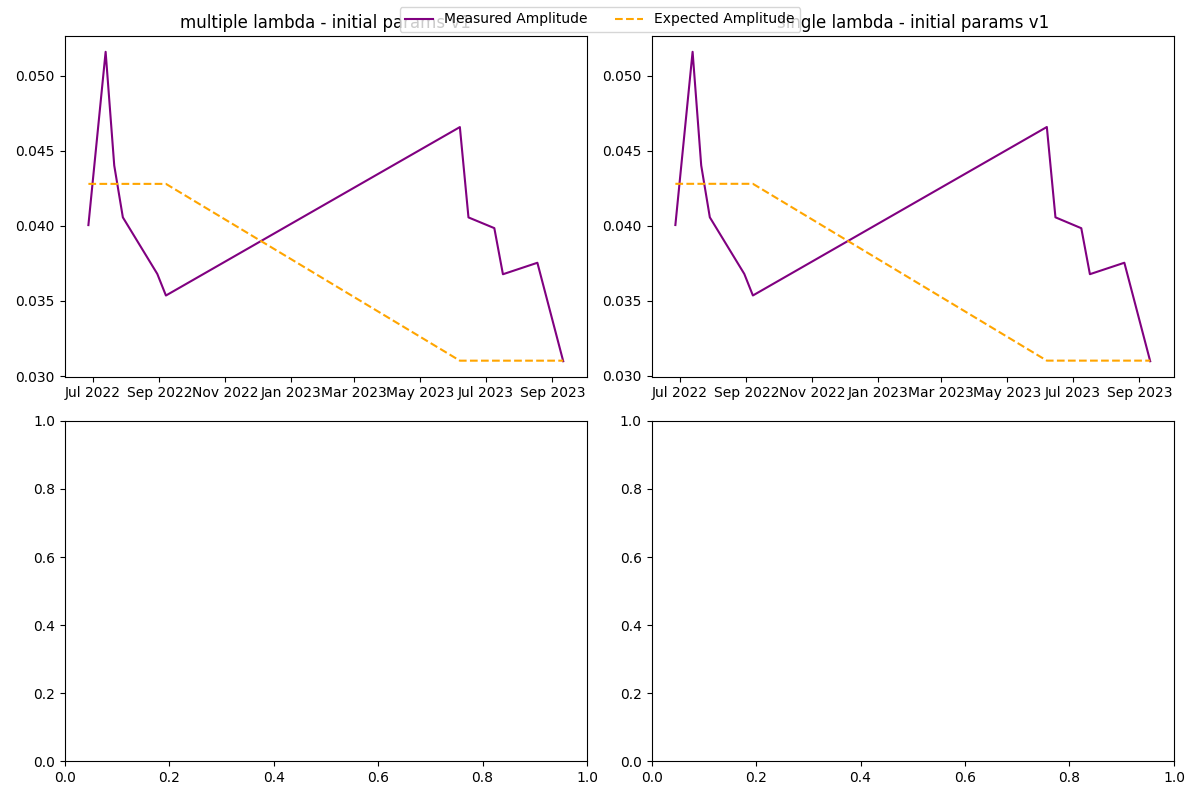 multiple lambda - initial params v1
Measured Amplitude
Expected Amplitude
single lambda - initial params v1
0.050
0.045
0.040
0.035
0.030
Jul 2022 Sep 2022 Nov 2022 Jan 2023 Mar 2023 May 2023 Jul 2023 Sep 2023
0.050
0.045
0.040
0.035
0.030
Jul 2022 Sep 2022 Nov 2022 Jan 2023 Mar 2023 May 2023 Jul 2023 Sep 2023
1.0
0.8
0.6
0.4
0.2
0.0
0.0 0.2 0.4 0.6 0.8 1.0
1.0
0.8
0.6
0.4
0.2
0.0
0.0 0.2 0.4 0.6 0.8 1.0